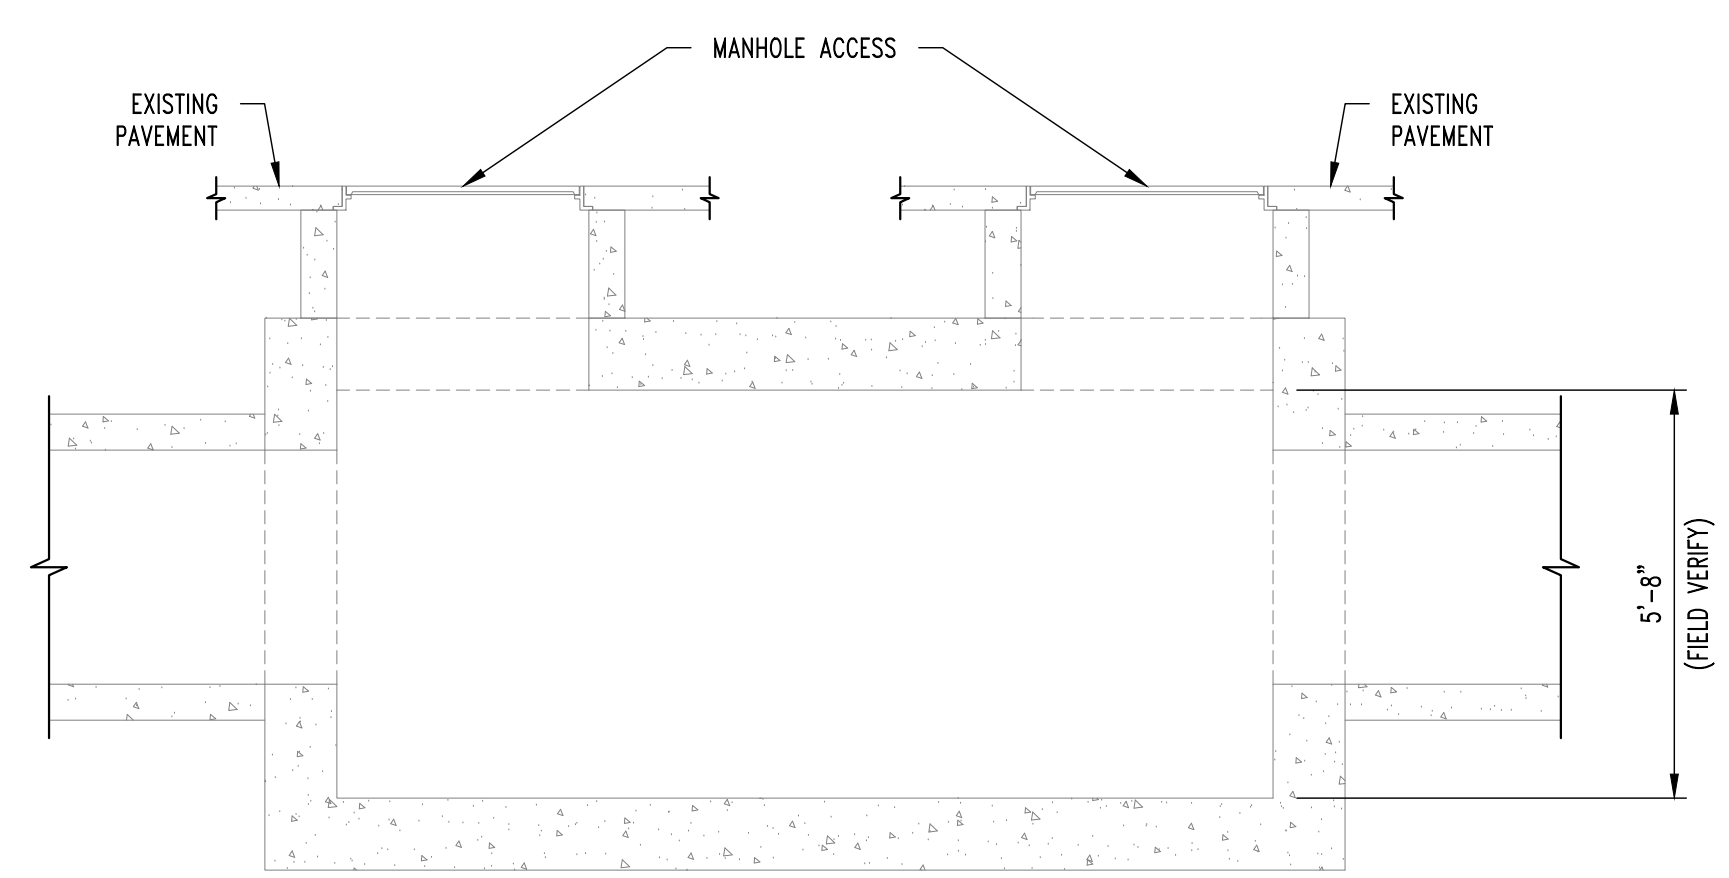 MANHOLE ACCESS
EXISTING
PAVEMENT
EXISTING
PAVEMENT
5'-8"
(FIELD VERIFY)